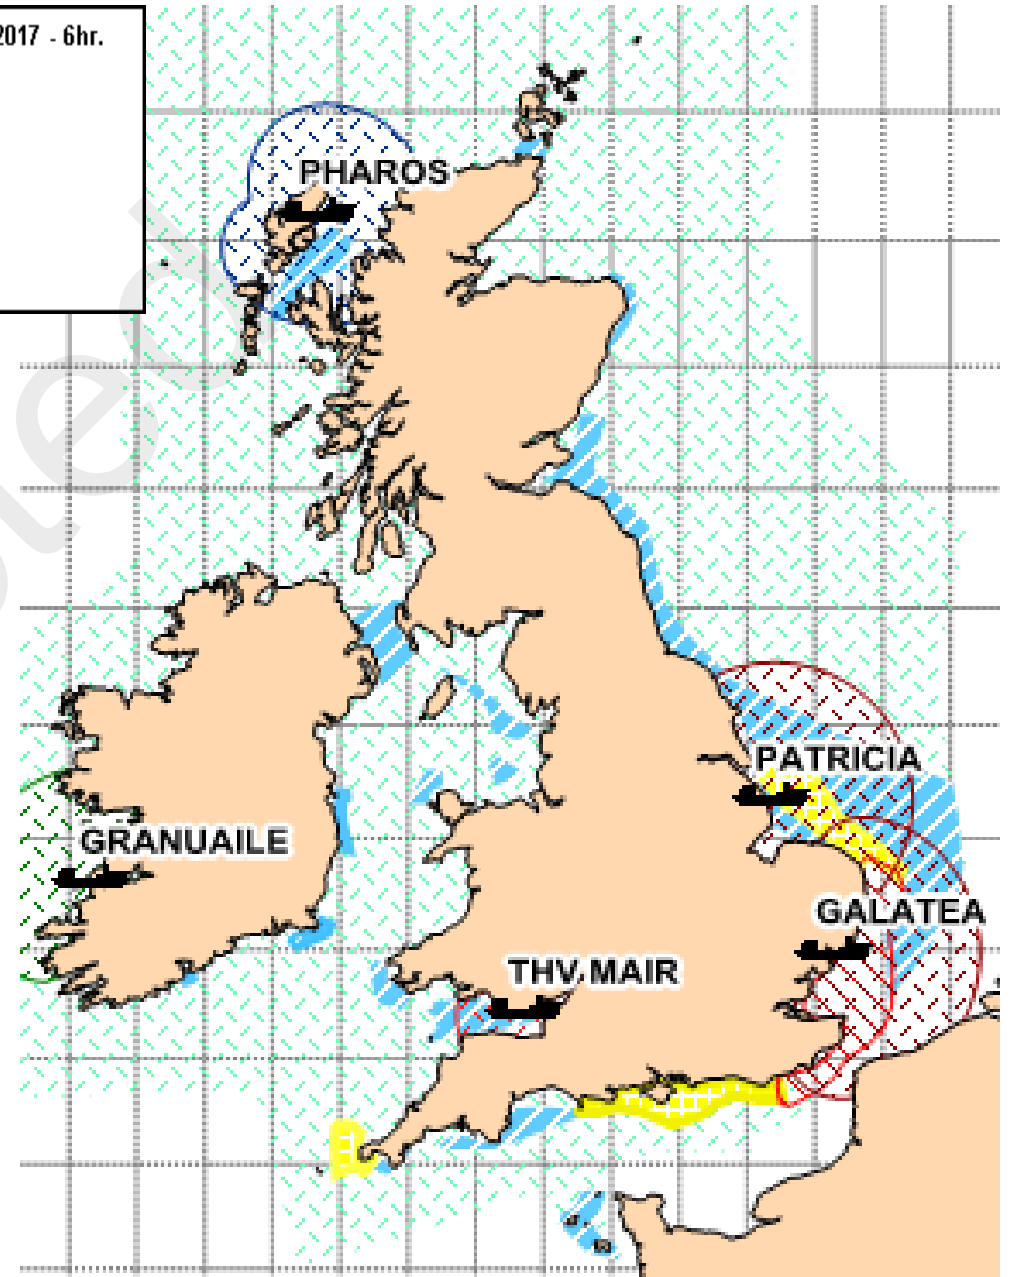 2017 - 6hr.
PHAROS
PATRICIA
GRANUAILE
GALATEA
THV MAIR